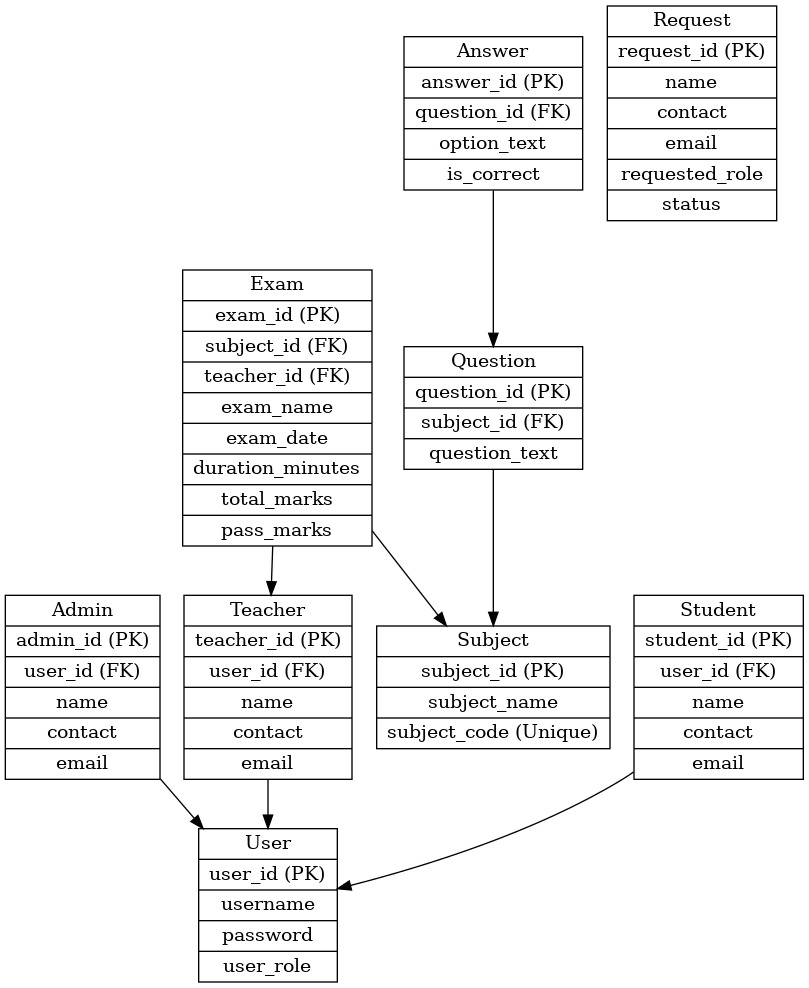 Request
request_id (PK)
name
contact
email
requested_role
status
Answer
answer_id (PK)
question_id (FK)
option_text
is_correct
Exam
exam_id (PK)
subject_id (FK)
teacher_id (FK)
exam_name
exam_date
duration_minutes
total_marks
pass_marks
Question
question_id (PK)
subject_id (FK)
question_text
Admin
admin_id (PK)
user_id (FK)
name
contact
email
Teacher
teacher_id (PK)
user_id (FK)
name
contact
email
Subject
subject_id (PK)
subject_name
subject_code (Unique)
Student
student_id (PK)
user_id (FK)
name
contact
email
User
user_id (PK)
username
password
user_role